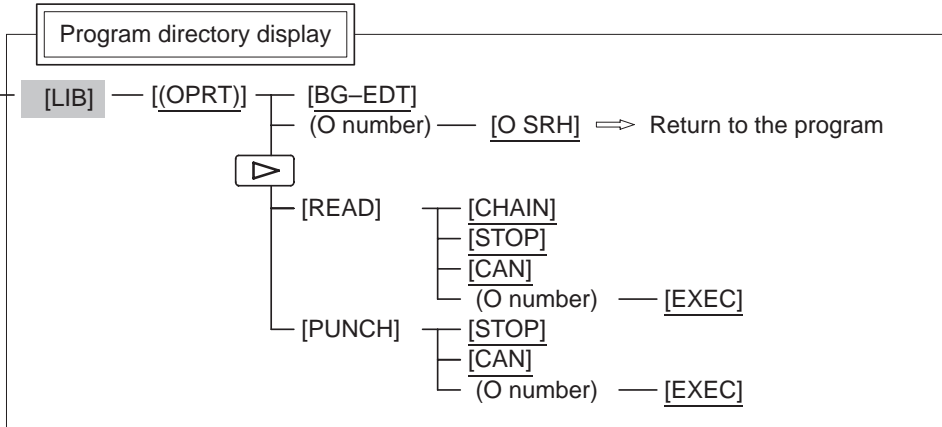 Program directory display
[LIB] [(OPRT)] [BG–EDT]
(O number) [O SRH] Return to the program
[READ] [CHAIN]
[STOP]
[CAN]
(O number) [EXEC]
[PUNCH] [STOP]
[CAN]
(O number) [EXEC]